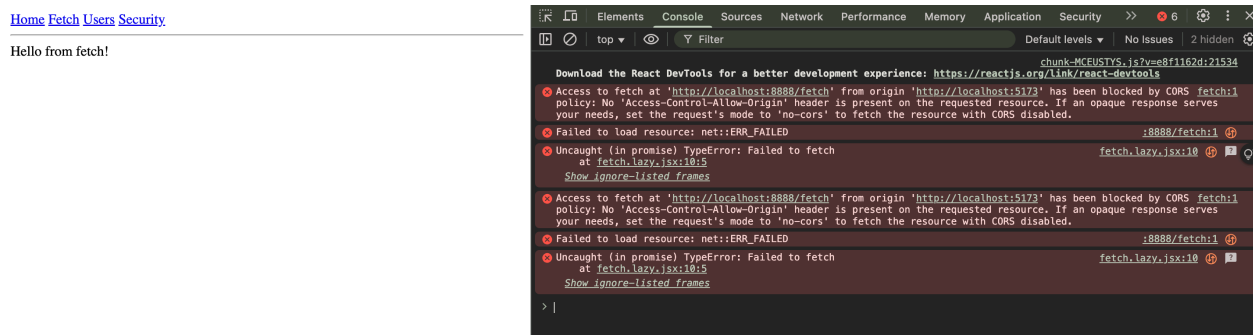 Home Fetch Users Security
Hello from fetch!
Elements Console Sources Network Performance Memory Application Security 6
top Filter Default levels No Issues 2 hidden
chunk-MCEUSTYS.js?v=e8f1162d:21534
Download the React DevTools for a better development experience: https://reactjs.org/link/react-devtools
Access to fetch at 'http://localhost:8888/fetch' from origin 'http://localhost:5173' has been blocked by CORS fetch:1
policy: No 'Access-Control-Allow-Origin' header is present on the requested resource. If an opaque response serves
your needs, set the request's mode to 'no-cors' to fetch the resource with CORS disabled.
Failed to load resource: net::ERR_FAILED :8888/fetch:1
Uncaught (in promise) TypeError: Failed to fetch fetch.lazy.jsx:10
at fetch.lazy.jsx:10:5
Show ignore-listed frames
Access to fetch at 'http://localhost:8888/fetch' from origin 'http://localhost:5173' has been blocked by CORS fetch:1
policy: No 'Access-Control-Allow-Origin' header is present on the requested resource. If an opaque response serves
your needs, set the request's mode to 'no-cors' to fetch the resource with CORS disabled.
Failed to load resource: net::ERR_FAILED :8888/fetch:1
Uncaught (in promise) TypeError: Failed to fetch fetch.lazy.jsx:10
at fetch.lazy.jsx:10:5
Show ignore-listed frames